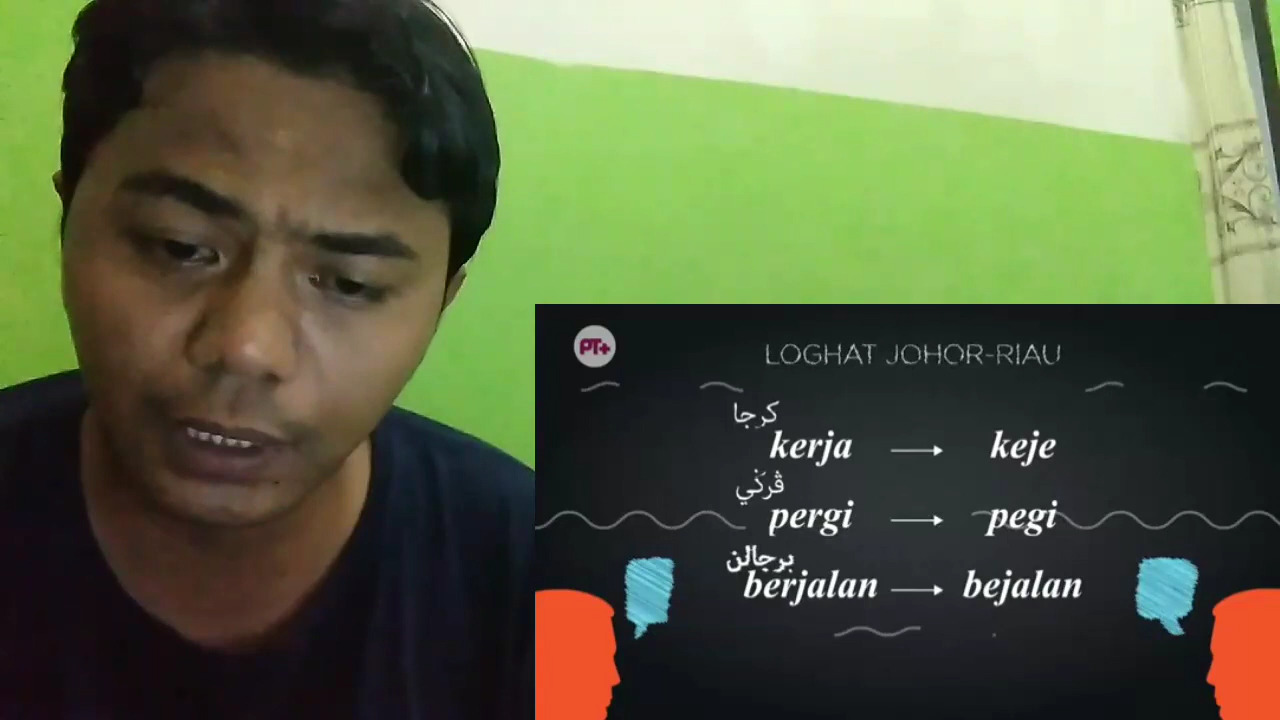 PT+
LOGHAT JOHOR-RIAU
كرجا
kerja → keje
ڤرݢي
pergi → pegi
برجالن
berjalan → bejalan